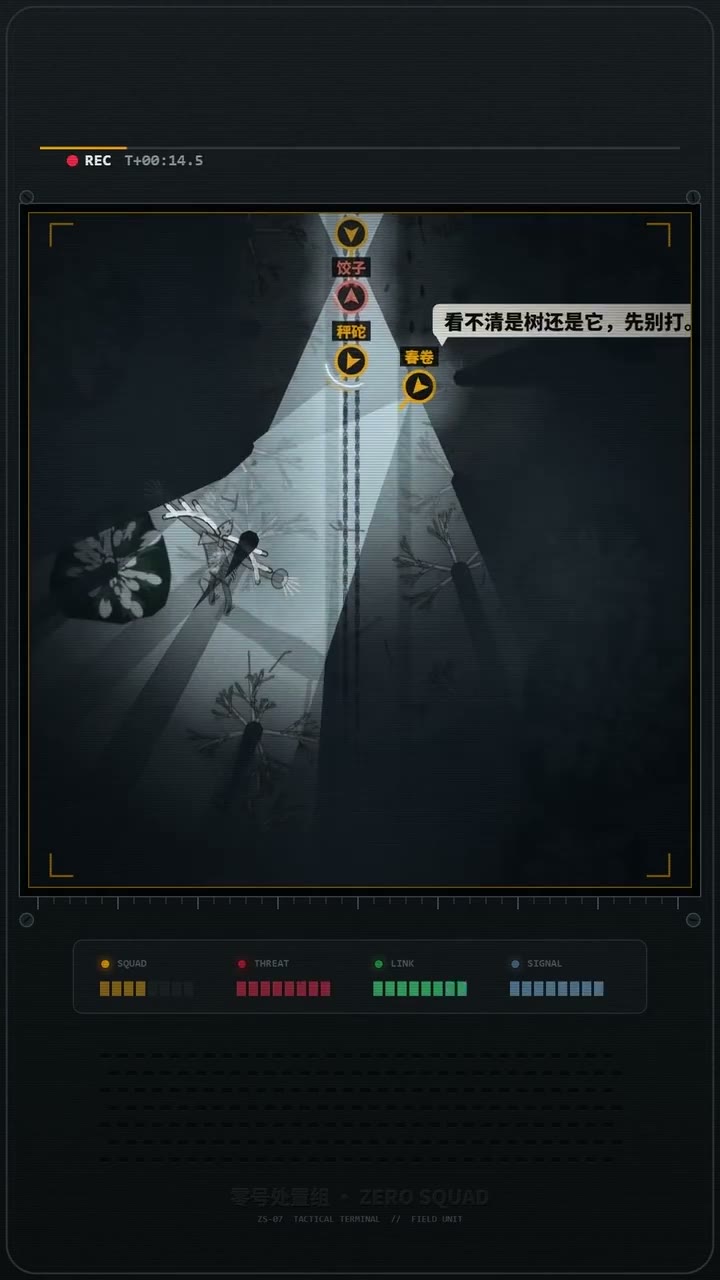 REC T+00:14.5
饺子
看不清是树还是它，先别打。
秤砣
春卷
SQUAD THREAT LINK SIGNAL
零号处置组 · ZERO SQUAD
ZS-07 TACTICAL TERMINAL // FIELD UNIT